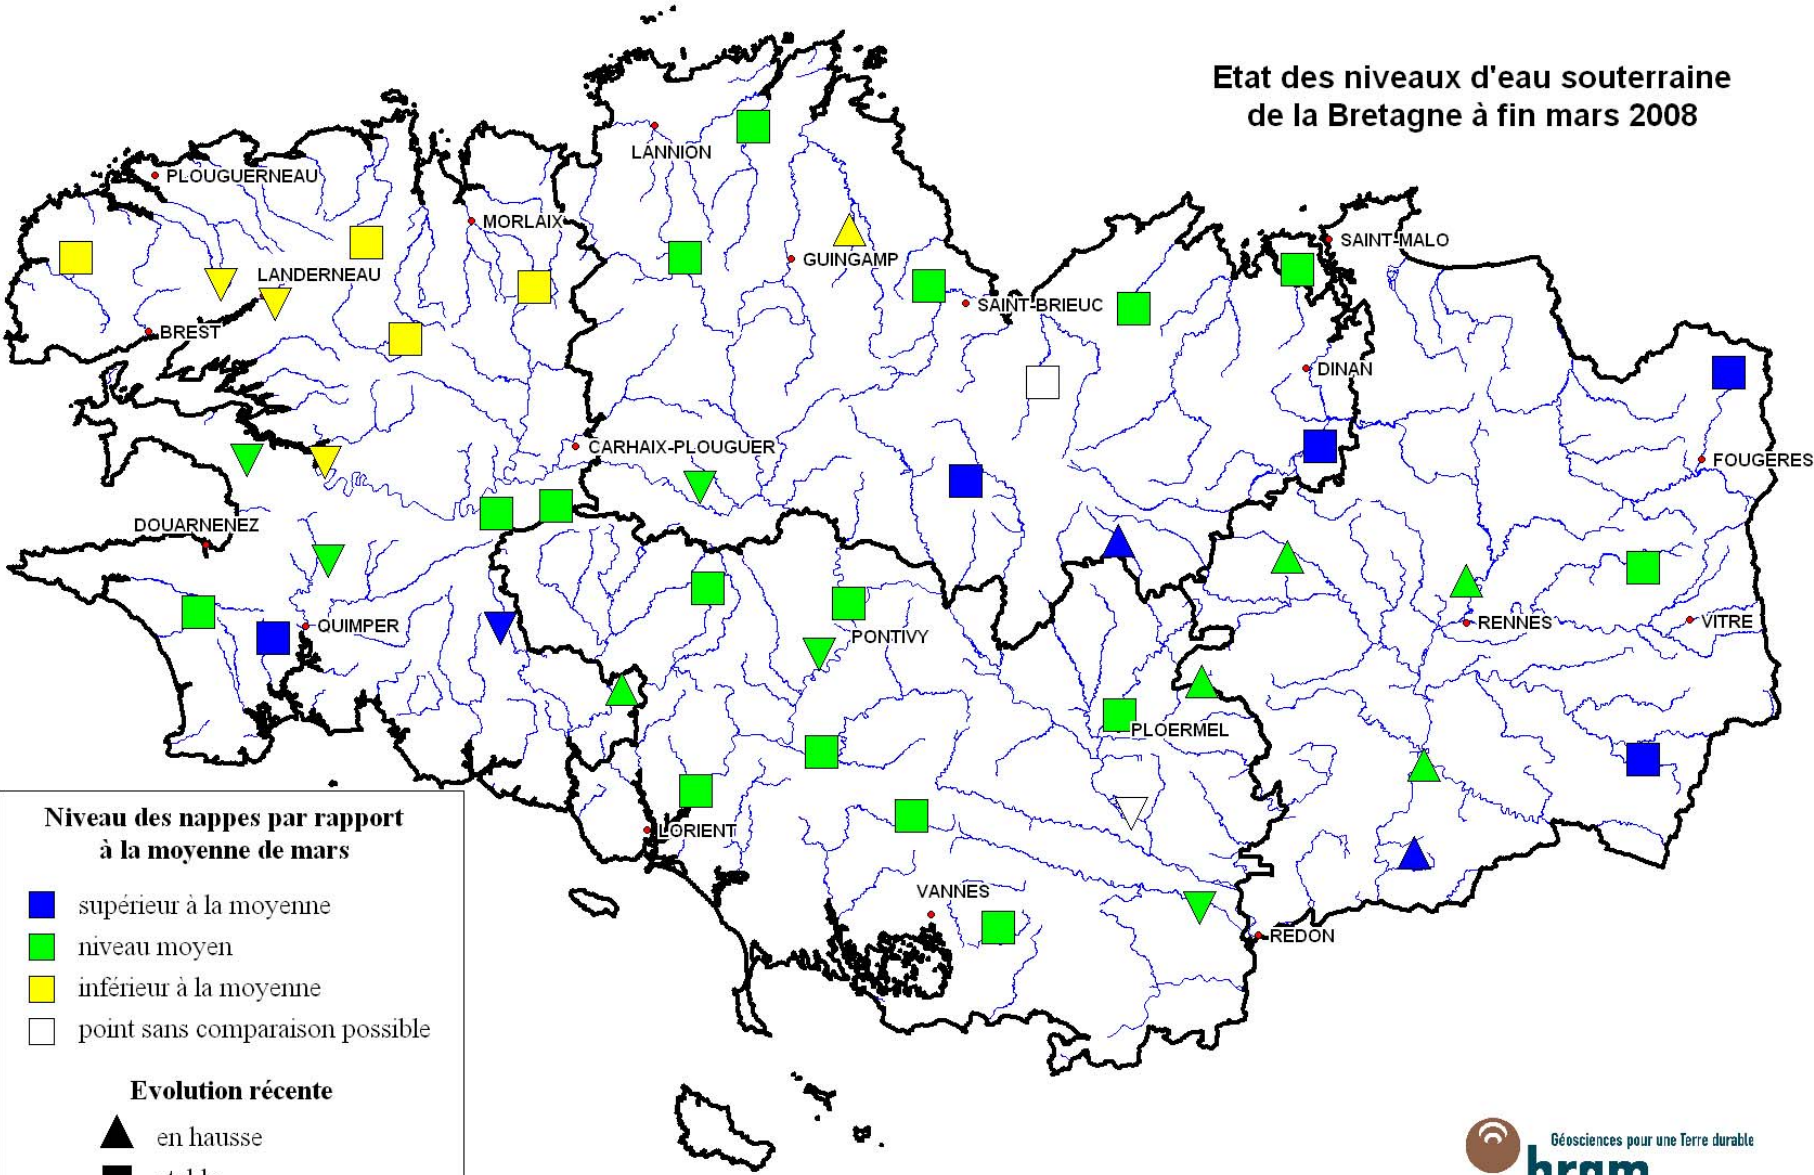 Etat des niveaux d'eau souterraine
de la Bretagne à fin mars 2008
LANNION
PLOUGUERNEAU
MORLAIX
GUINGAMP
SAINT-MALO
LANDERNEAU
SAINT-BRIEUC
BREST
DINAN
CARHAIX-PLOUGUER
FOUGERES
DOUARNENEZ
QUIMPER
PONTIVY
RENNES
VITRE
PLOERMEL
LORIENT
VANNES
REDON
Niveau des nappes par rapport
à la moyenne de mars
supérieur à la moyenne
niveau moyen
inférieur à la moyenne
point sans comparaison possible
Evolution récente
en hausse
Géosciences pour une Terre durable
brgm